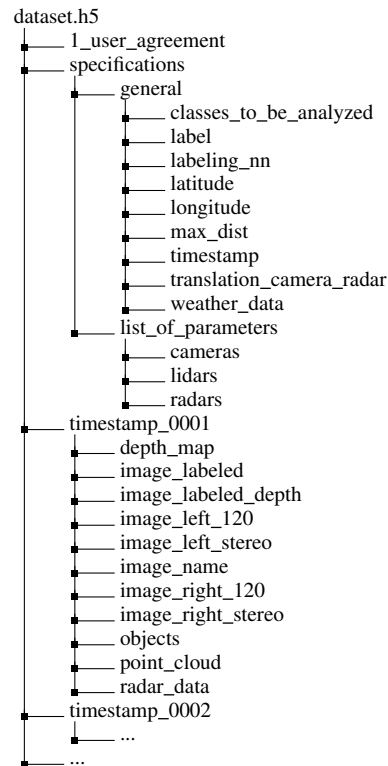 dataset.h5
1_user_agreement
specifications
general
classes_to_be_analyzed
label
labeling_nn
latitude
longitude
max_dist
timestamp
translation_camera_radar
weather_data
list_of_parameters
cameras
lidars
radars
timestamp_0001
depth_map
image_labeled
image_labeled_depth
image_left_120
image_left_stereo
image_name
image_right_120
image_right_stereo
objects
point_cloud
radar_data
timestamp_0002
...
...